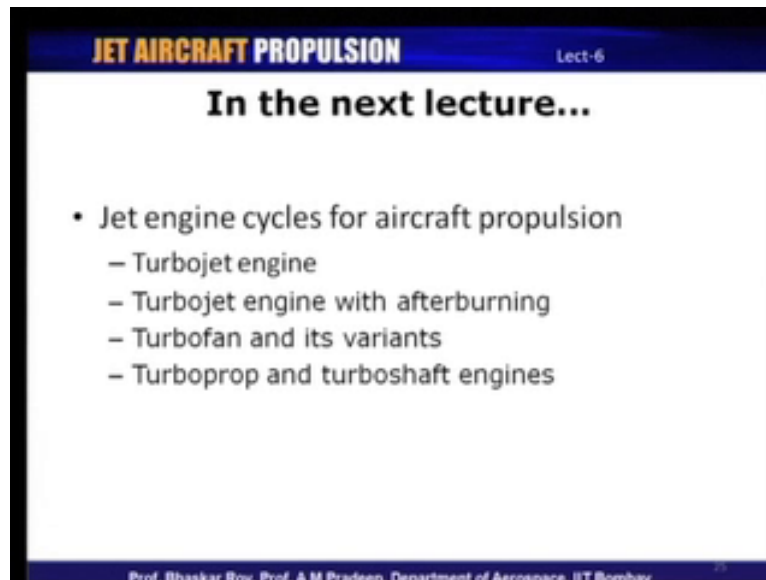 JET AIRCRAFT PROPULSION Lect-6
In the next lecture...
• Jet engine cycles for aircraft propulsion
– Turbojet engine
– Turbojet engine with afterburning
– Turbofan and its variants
– Turboprop and turboshaft engines
25
Prof. Bhaskar Roy, Prof. A M Pradeep, Department of Aerospace, IIT Bombay